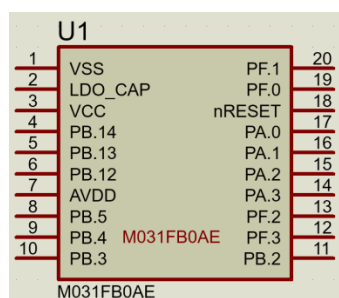 U1
1 VSS PF.1 20
2 LDO_CAP PF.0 19
3 VCC nRESET 18
4 PB.14 PA.0 17
5 PB.13 PA.1 16
6 PB.12 PA.2 15
7 AVDD PA.3 14
8 PB.5 PF.2 13
9 PB.4 M031FB0AE PF.3 12
10 PB.3 PB.2 11
M031FB0AE